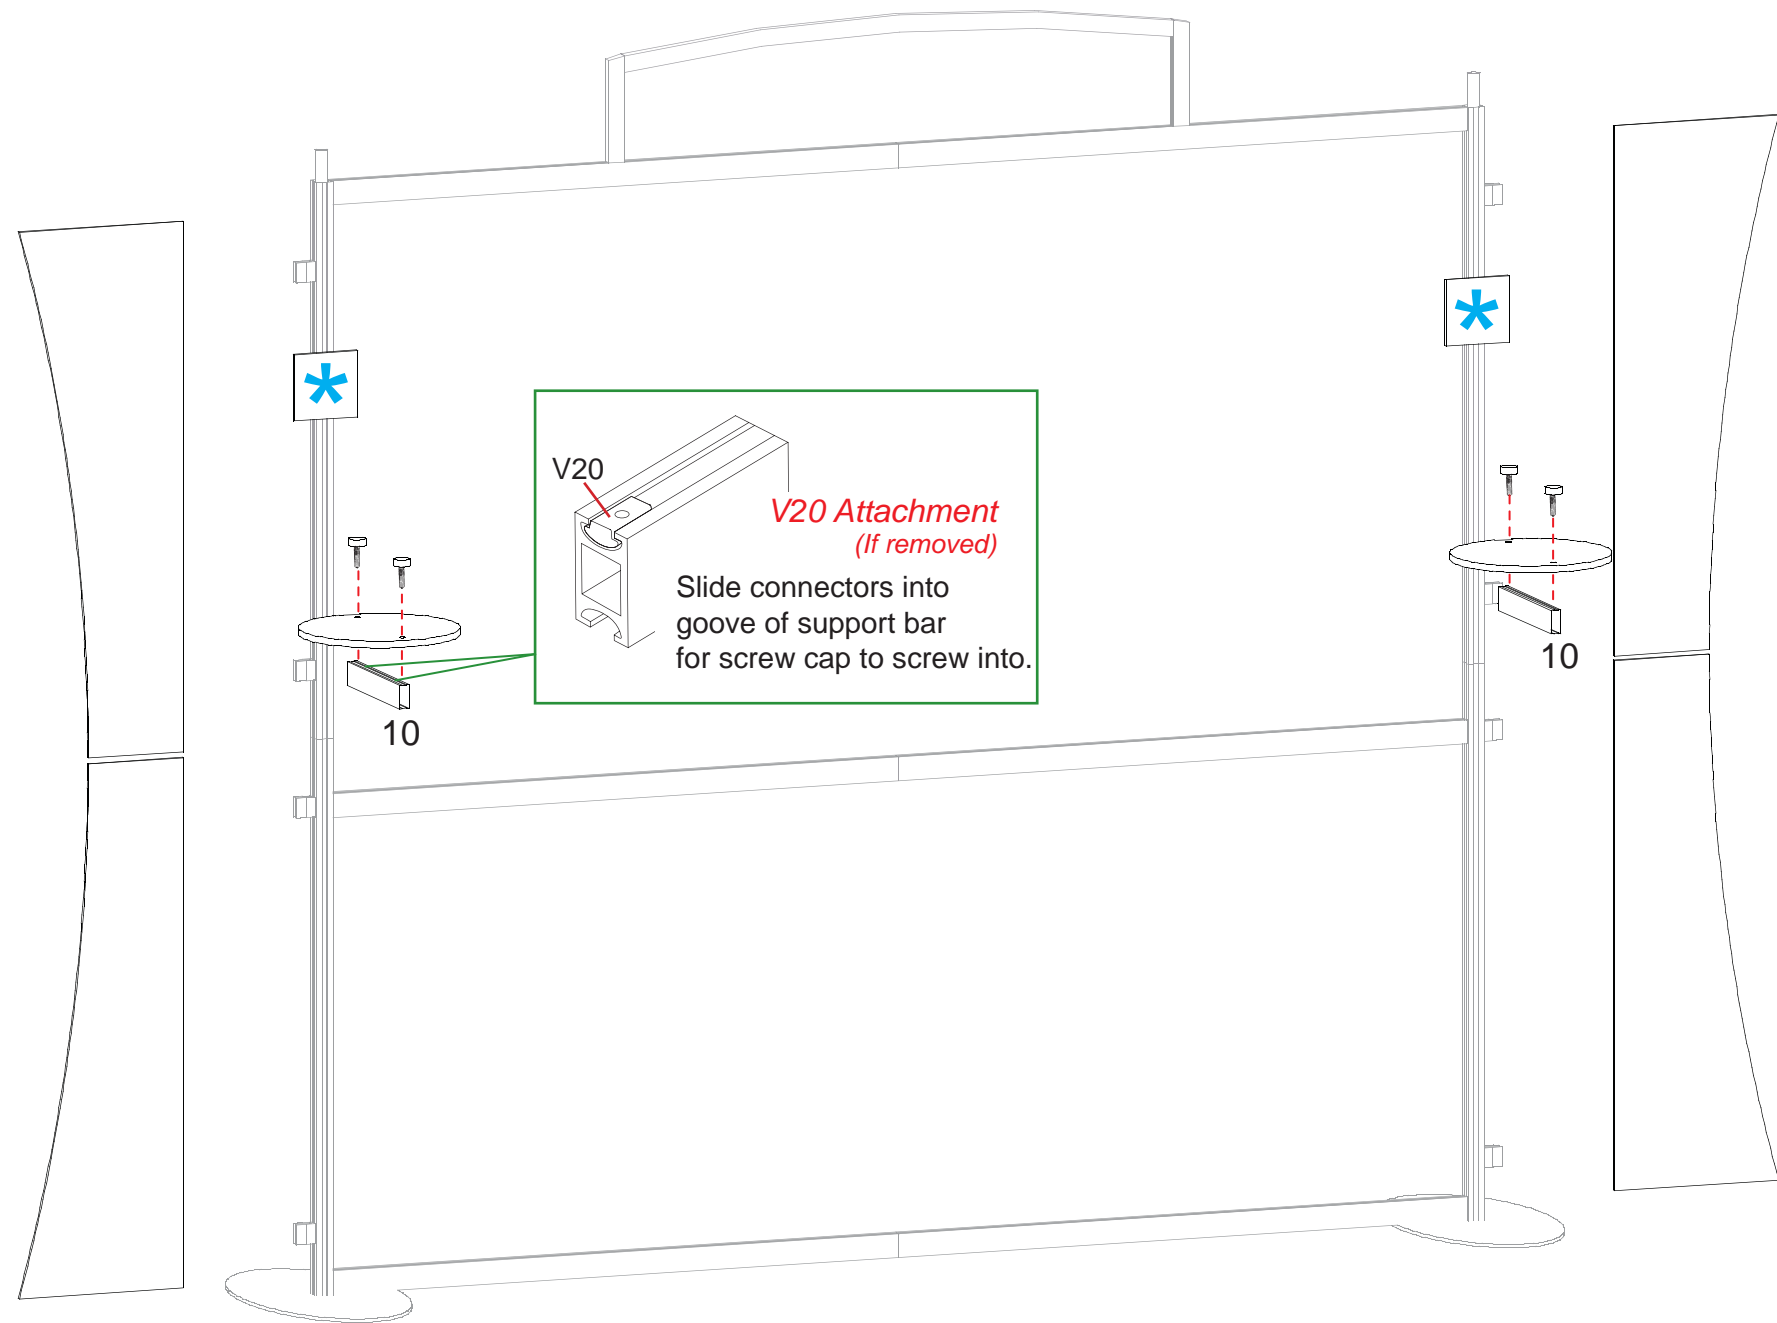 *
*
V20
V20 Attachment
(If removed)
Slide connectors into
goove of support bar
for screw cap to screw into.
10
10